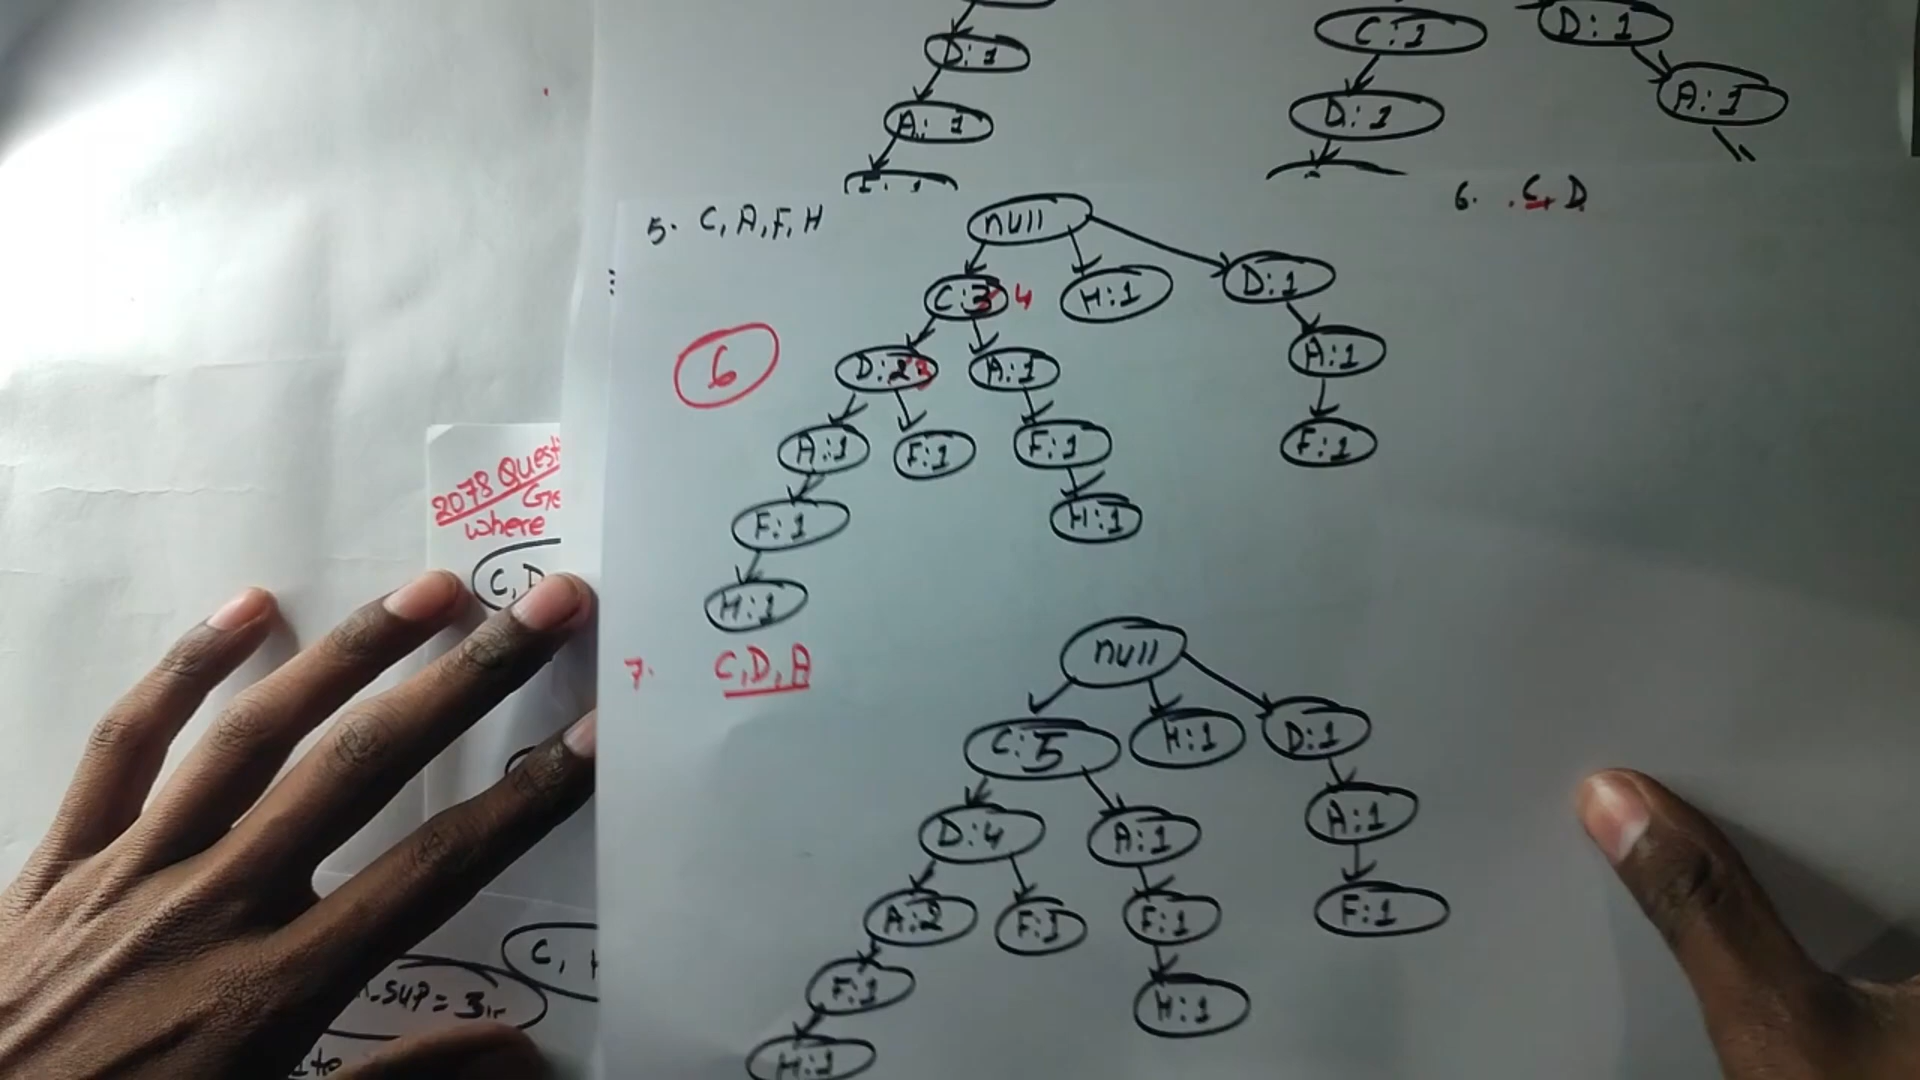 D:1
A:1
C:1
D:1
D:1
A:1
5. C, A, F, H
6. C, D
null
C:3 4
H:1
D:1
6
D:2 3
A:1
A:1
A:1
F:1
F:1
F:1
F:1
H:1
H:1
2078 Quest
Ge
where
C, D
7. C, D, A
null
C:5
H:1
D:1
D:4
A:1
A:1
A:2
F:1
F:1
F:1
F:1
H:1
H:1
C,
sup = 3